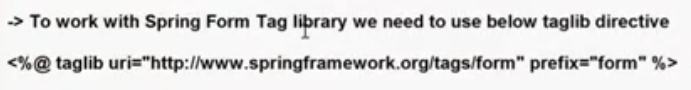 -> To work with Spring Form Tag library we need to use below taglib directive
<%@ taglib uri="http://www.springframework.org/tags/form" prefix="form" %>